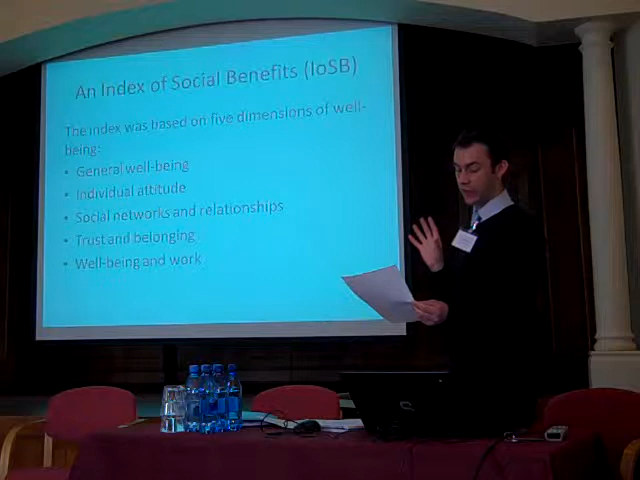 An Index of Social Benefits (IoSB)
The index was based on five dimensions of well-
being:
• General well-being
• Individual attitude
• Social networks and relationships
• Trust and belonging
• Well-being and work